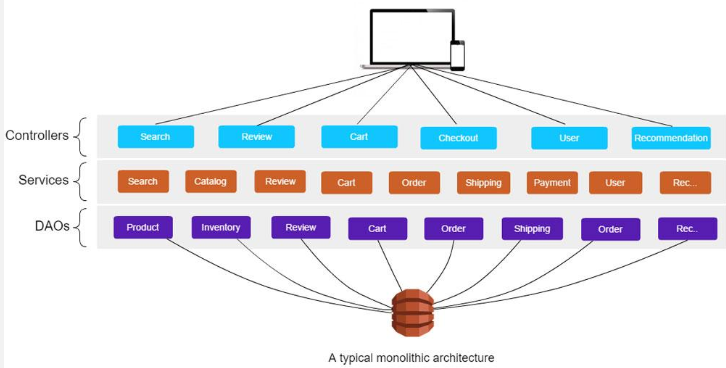 Controllers
Search Review Cart Checkout User Recommendation
Services
Search Catalog Review Cart Order Shipping Payment User Rec...
DAOs
Product Inventory Review Cart Order Shipping Order Rec..
A typical monolithic architecture